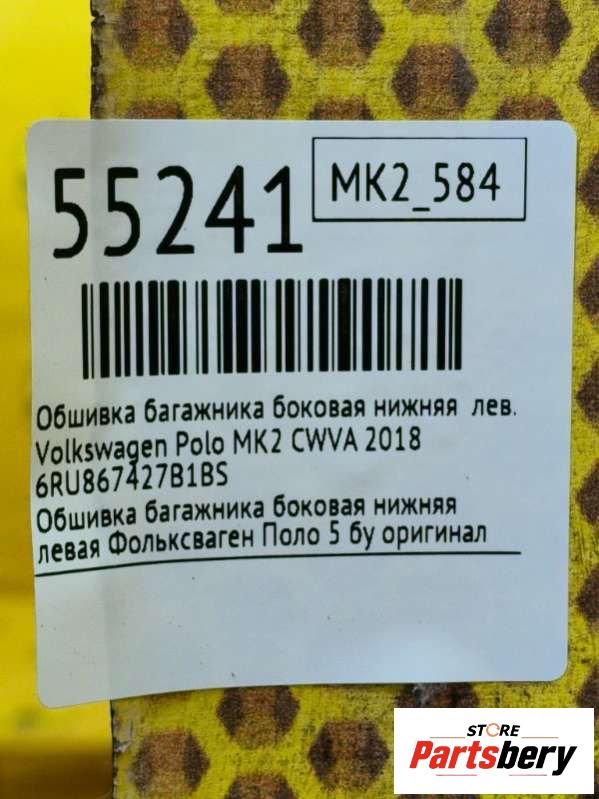 55241
MK2_584
Обшивка багажника боковая нижняя лев.
Volkswagen Polo MK2 CWVA 2018
6RU867427B1BS
Обшивка багажника боковая нижняя
левая Фольксваген Поло 5 бу оригинал
STORE
Partsbery